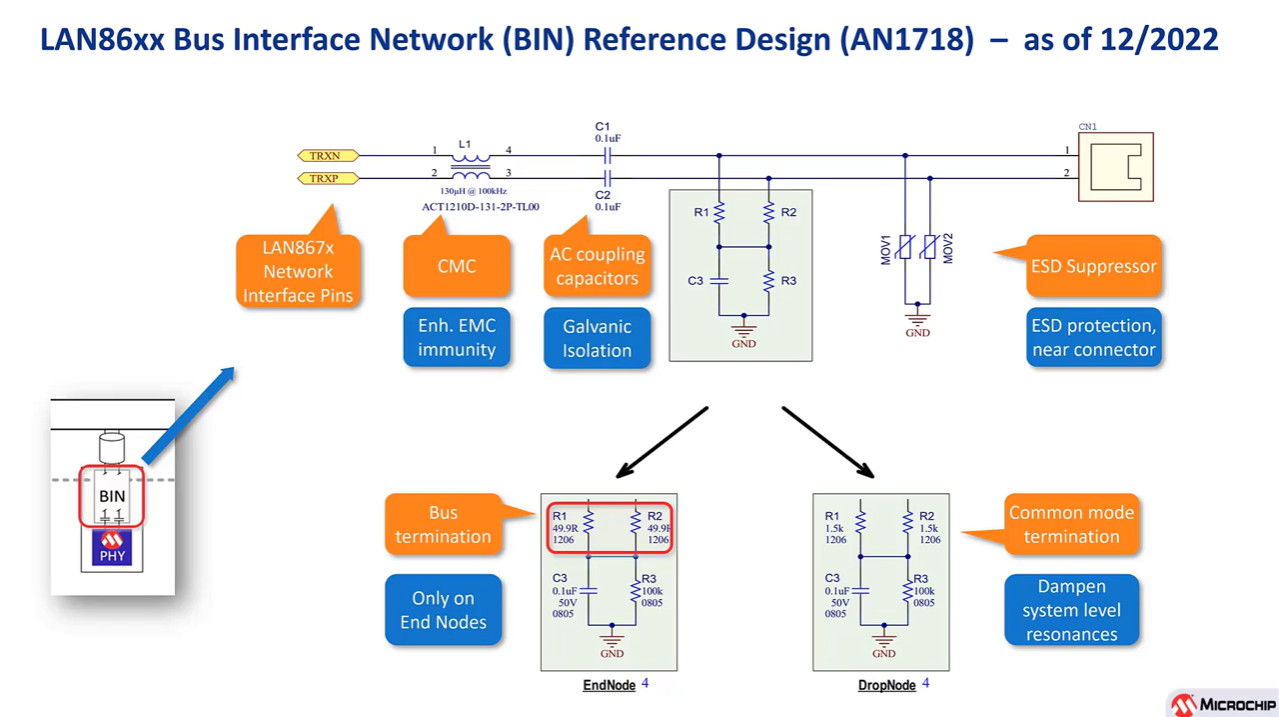 LAN86xx Bus Interface Network (BIN) Reference Design (AN1718) – as of 12/2022
C1
0.1uF
CN1
L1
TRXN
1
4
1
TRXP
2
3
2
130µH @ 100kHz
ACT1210D-131-2P-TL00
C2
0.1uF
R1
R2
C3
R3
GND
MOV1
MOV2
GND
LAN867x
Network
Interface Pins
CMC
AC coupling
capacitors
ESD Suppressor
Enh. EMC
immunity
Galvanic
Isolation
ESD protection,
near connector
BIN
PHY
Bus
termination
Only on
End Nodes
R1
49.9R
1206
R2
49.9R
1206
C3
0.1uF
50V
0805
R3
100k
0805
GND
EndNode 4
R1
1.5k
1206
R2
1.5k
1206
C3
0.1uF
50V
0805
R3
100k
0805
GND
DropNode 4
Common mode
termination
Dampen
system level
resonances
MICROCHIP